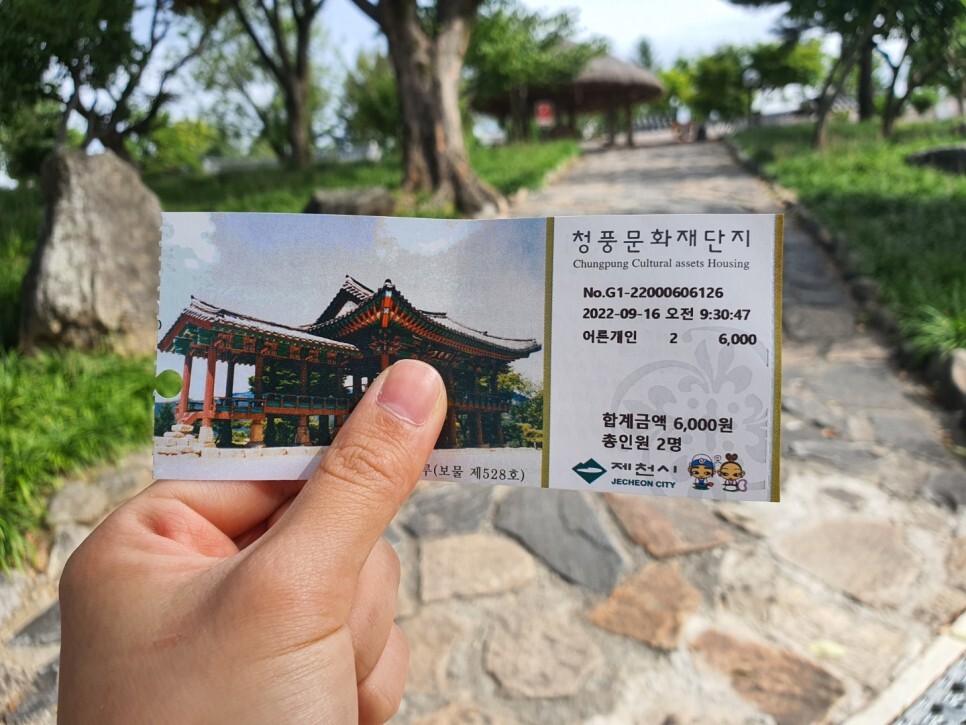 청풍문화재단지
Chungpung Cultural assets Housing
No.G1-22000606126
2022-09-16 오전 9:30:47
어른개인 2 6,000
합계금액 6,000원
총인원 2명
제천시
JECHEON CITY
루(보물 제528호)